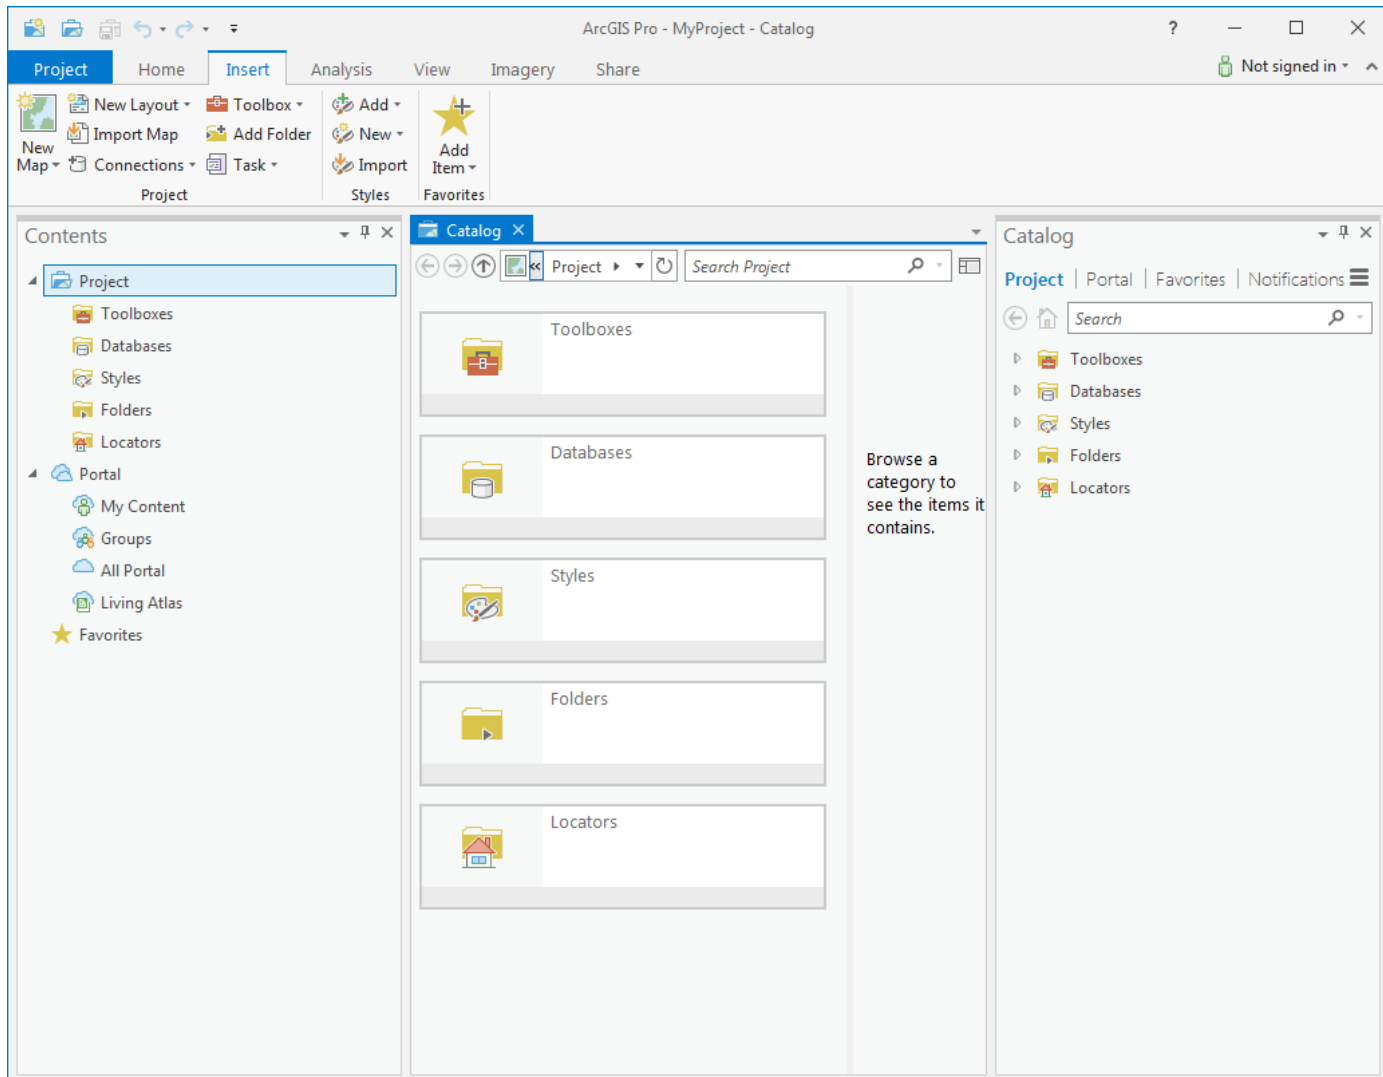 ArcGIS Pro - MyProject - Catalog
?
Project Home Insert Analysis View Imagery Share
Not signed in
New Map
New Layout
Import Map
Connections
Toolbox
Add Folder
Task
Project
Add
New
Import
Styles
Add Item
Favorites
Contents
Project
Toolboxes
Databases
Styles
Folders
Locators
Portal
My Content
Groups
All Portal
Living Atlas
Favorites
Catalog
Project
Search Project
Toolboxes
Databases
Styles
Folders
Locators
Browse a
category to
see the items it
contains.
Catalog
Project | Portal | Favorites | Notifications
Search
Toolboxes
Databases
Styles
Folders
Locators